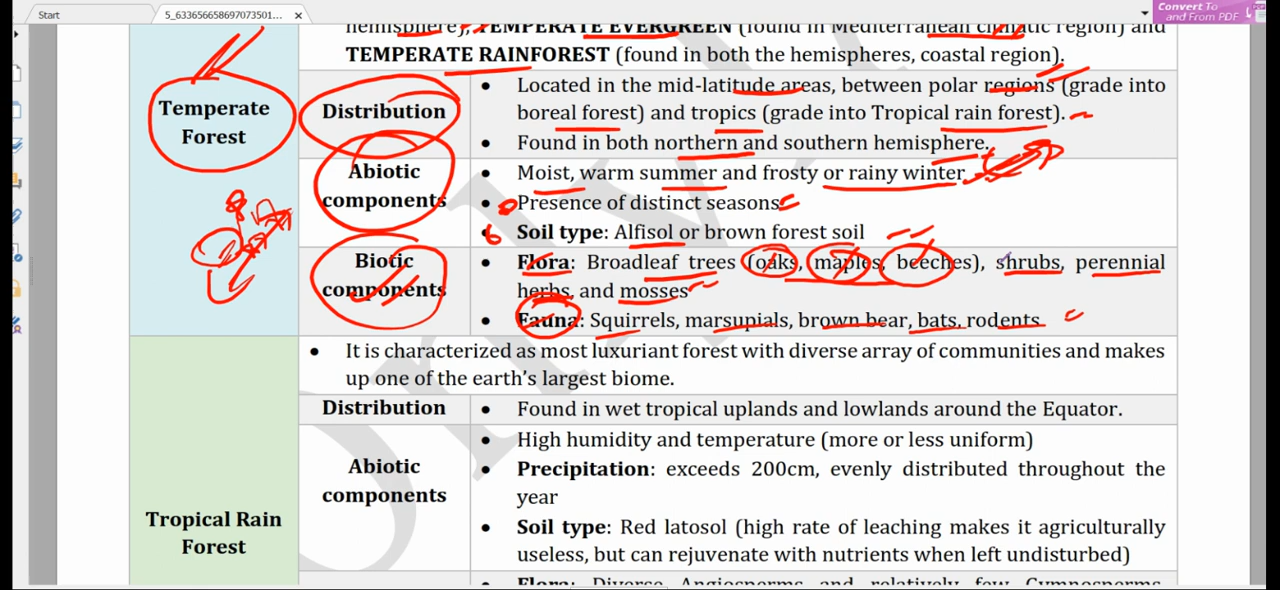 Start
5_633656658697073501...
Convert To
and From PDF
hemisphere), TEMPERATE EVERGREEN (found in Mediterranean climatic region) and
TEMPERATE RAINFOREST (found in both the hemispheres, coastal region).
Temperate
Forest
Distribution
• Located in the mid-latitude areas, between polar regions (grade into
boreal forest) and tropics (grade into Tropical rain forest).
• Found in both northern and southern hemisphere.
Abiotic
components
• Moist, warm summer and frosty or rainy winter
• Presence of distinct seasons
• Soil type: Alfisol or brown forest soil
Biotic
components
• Flora: Broadleaf trees (oaks, maples, beeches), shrubs, perennial
herbs, and mosses
• Fauna: Squirrels, marsupials, brown bear, bats, rodents
Tropical Rain
Forest
• It is characterized as most luxuriant forest with diverse array of communities and makes
up one of the earth's largest biome.
Distribution
• Found in wet tropical uplands and lowlands around the Equator.
Abiotic
components
• High humidity and temperature (more or less uniform)
• Precipitation: exceeds 200cm, evenly distributed throughout the
year
• Soil type: Red latosol (high rate of leaching makes it agriculturally
useless, but can rejuvenate with nutrients when left undisturbed)
• Flora: Diverse Angiosperms and relatively few Gymnosperms,